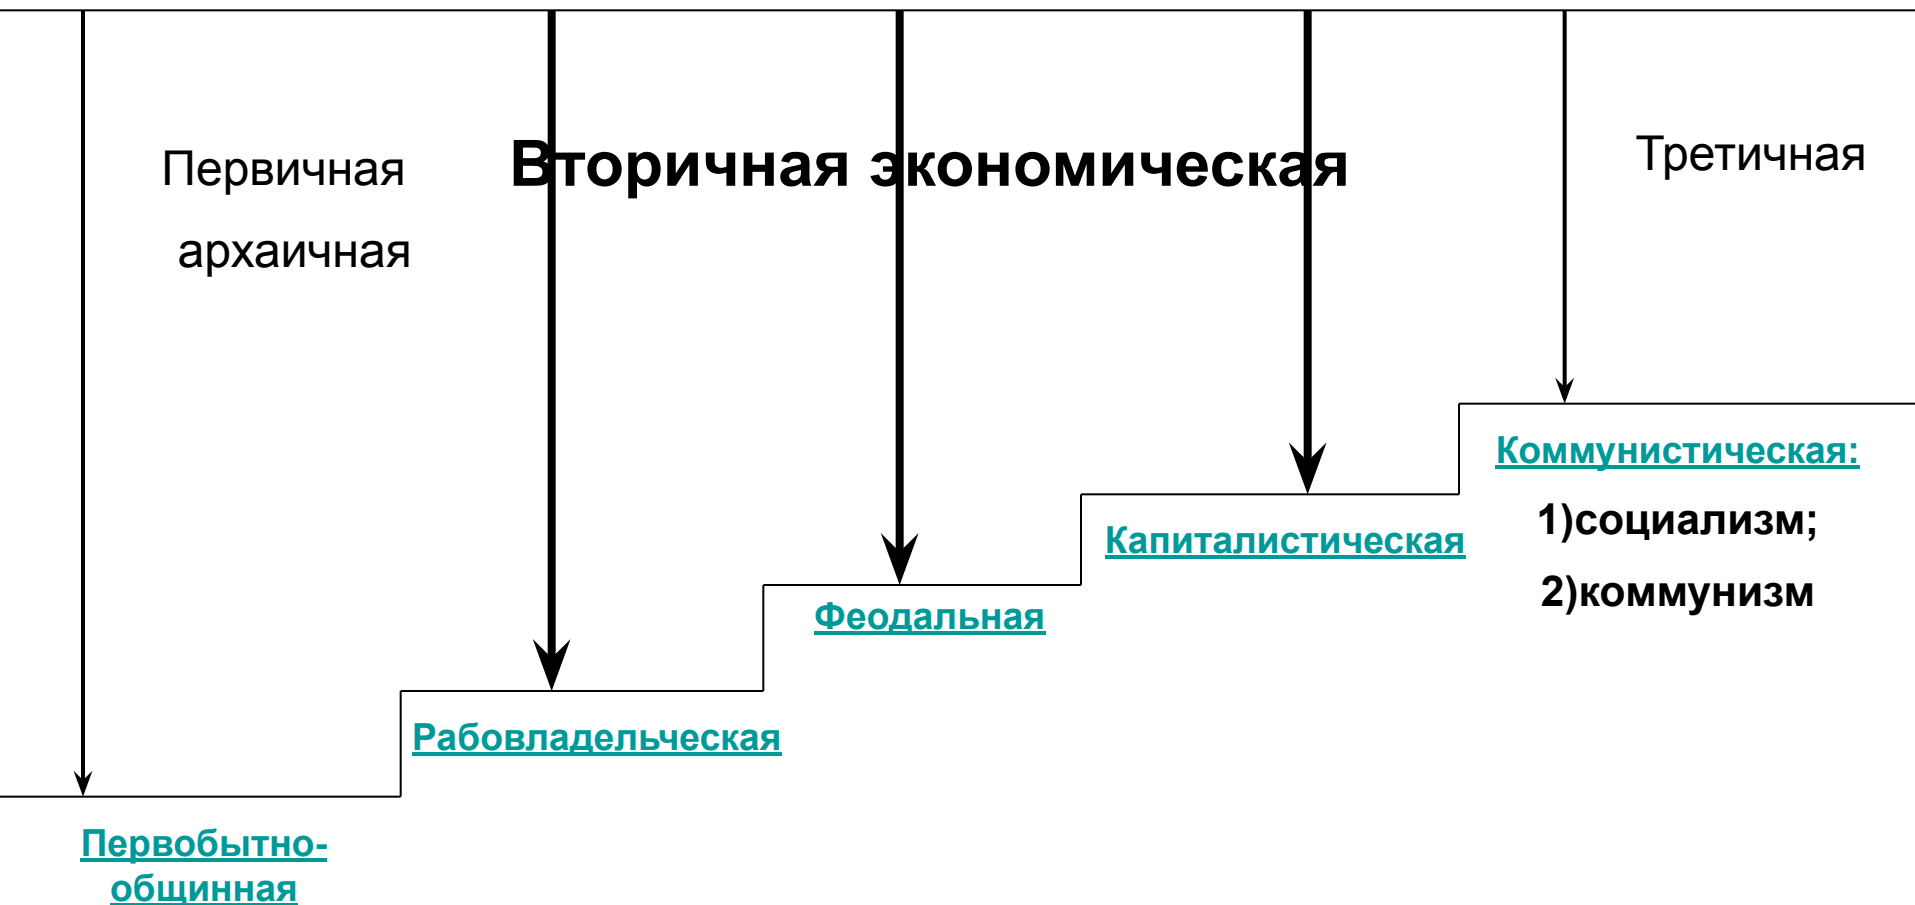 Первичная
архаичная
Вторичная экономическая
Третичная
Коммунистическая:
1)социализм;
2)коммунизм
Капиталистическая
Феодальная
Рабовладельческая
Первобытно-
общинная